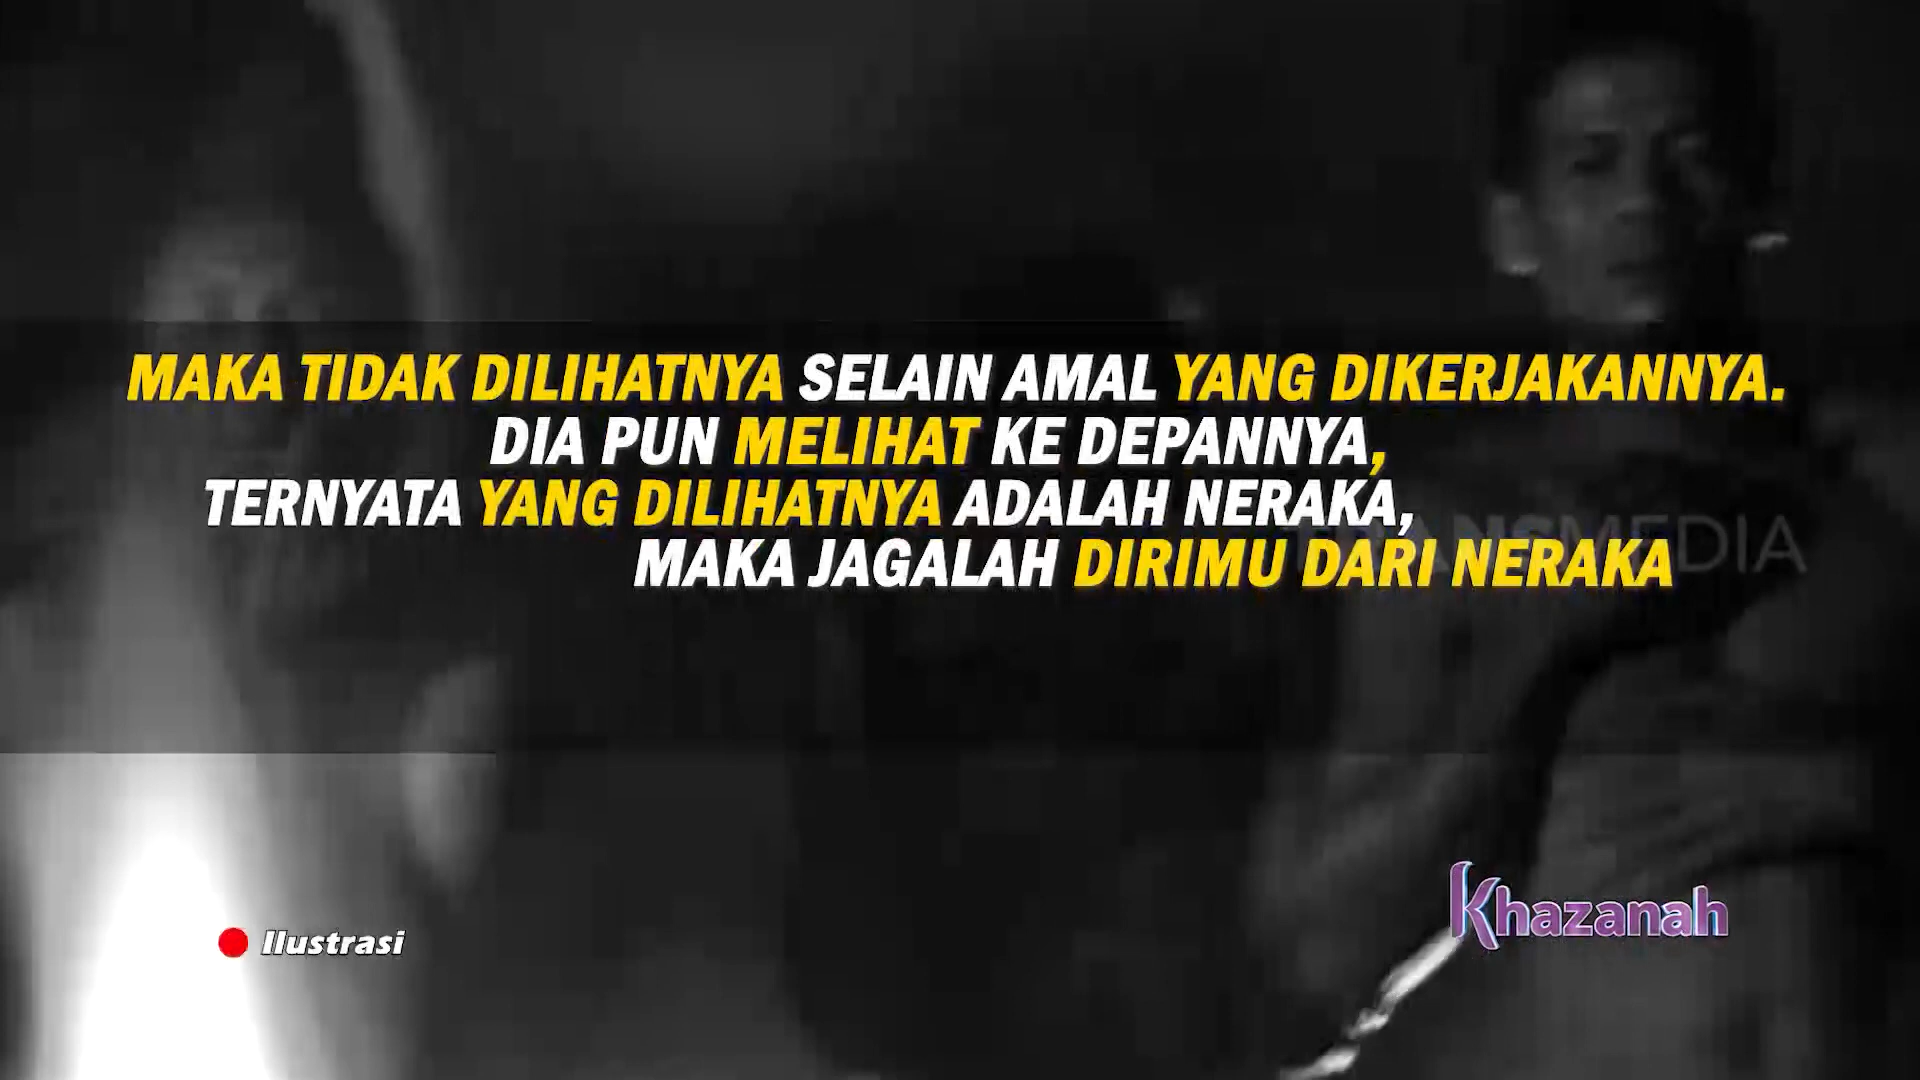 MAKA TIDAK DILIHATNYA SELAIN AMAL YANG DIKERJAKANNYA.
DIA PUN MELIHAT KE DEPANNYA,
TERNYATA YANG DILIHATNYA ADALAH NERAKA,
TRANSMEDIA
MAKA JAGALAH DIRIMU DARI NERAKA
Khazanah
Ilustrasi